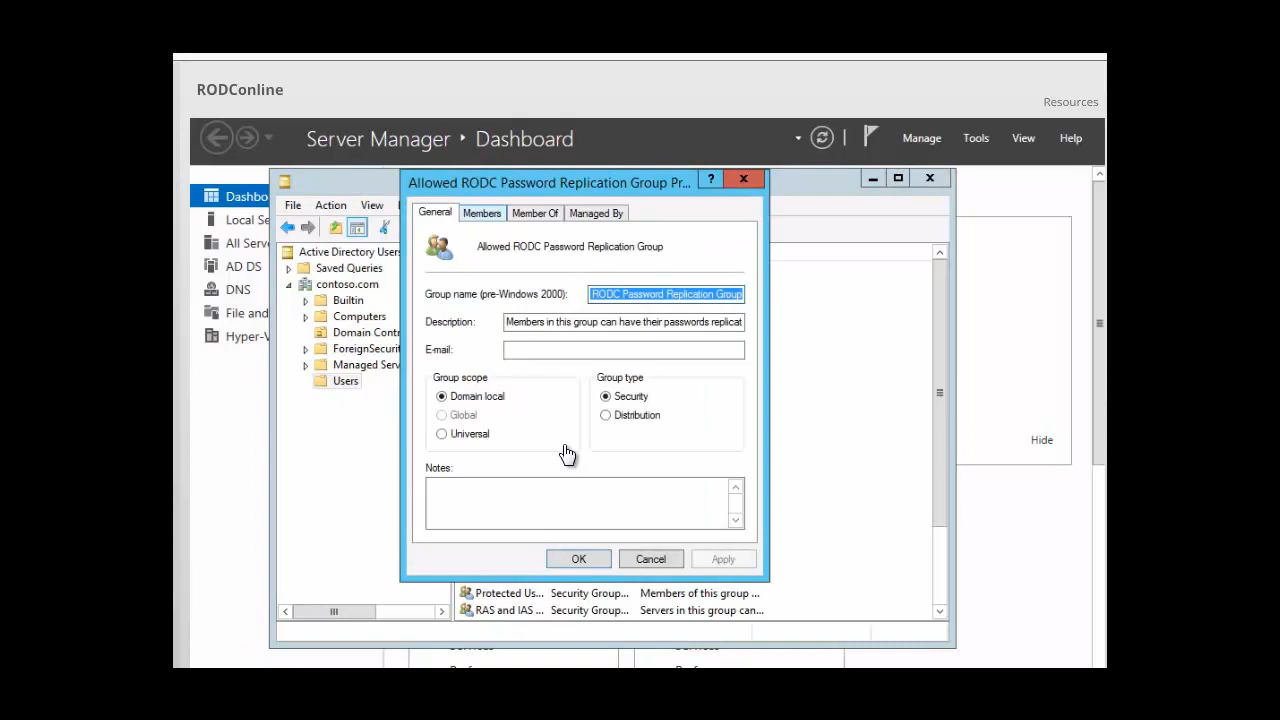 RODConline
Resources
Server Manager ‣ Dashboard
Manage Tools View Help
Allowed RODC Password Replication Group Pr... ?
Dashbo
Local Se
All Serv
AD DS
DNS
File and
Hyper-V
File Action View
Active Directory Users
Saved Queries
contoso.com
Builtin
Computers
Domain Contr
ForeignSecurit
Managed Serv
Users
General Members Member Of Managed By
Allowed RODC Password Replication Group
Group name (pre-Windows 2000): RODC Password Replication Group
Description: Members in this group can have their passwords replicat
E-mail:
Group scope
Domain local
Global
Universal
Group type
Security
Distribution
Notes:
OK Cancel Apply
Hide
Protected Us... Security Group... Members of this group ...
RAS and IAS ... Security Group... Servers in this group can...